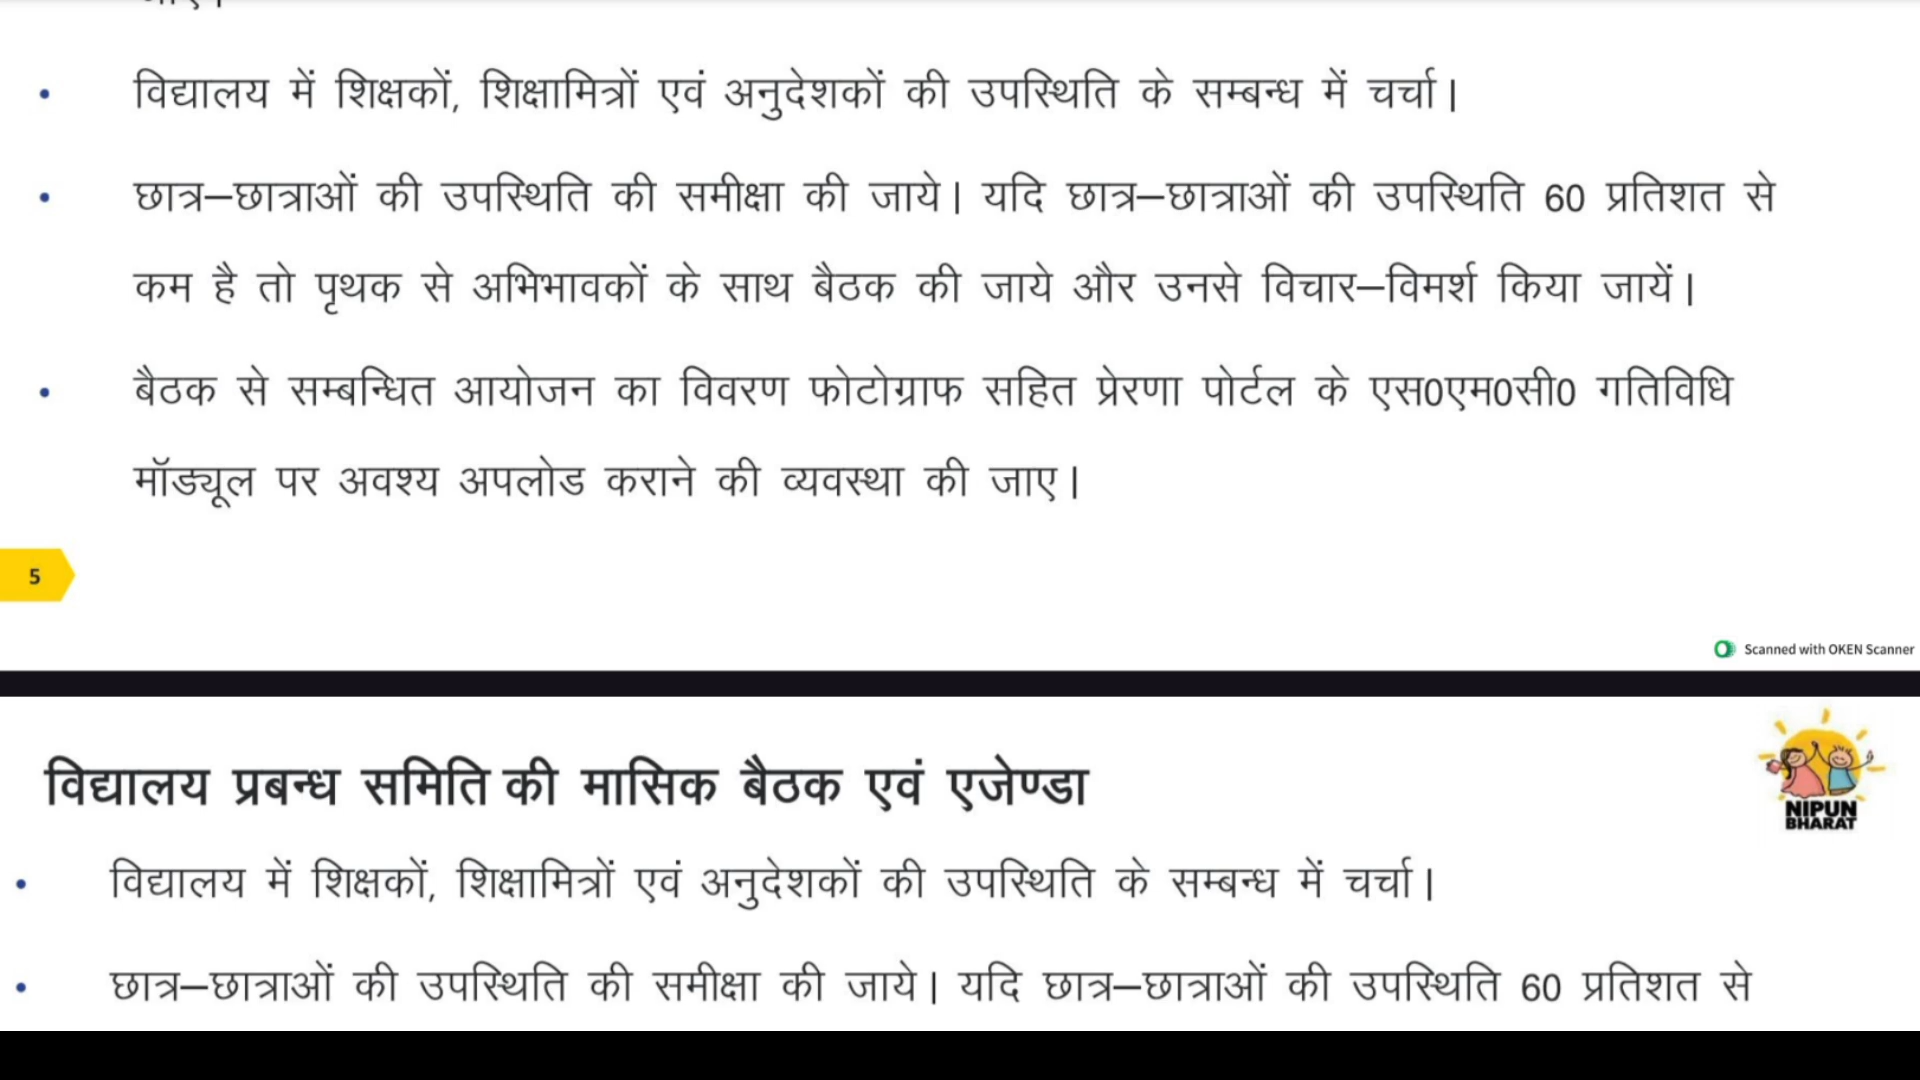 विद्यालय में शिक्षकों, शिक्षामित्रों एवं अनुदेशकों की उपस्थिति के सम्बन्ध में चर्चा।
छात्र–छात्राओं की उपस्थिति की समीक्षा की जाये। यदि छात्र–छात्राओं की उपस्थिति 60 प्रतिशत से
कम है तो पृथक से अभिभावकों के साथ बैठक की जाये और उनसे विचार–विमर्श किया जायें।
बैठक से सम्बन्धित आयोजन का विवरण फोटोग्राफ सहित प्रेरणा पोर्टल के एस0एम0सी0 गतिविधि
मॉड्यूल पर अवश्य अपलोड कराने की व्यवस्था की जाए।
5
Scanned with OKEN Scanner
विद्यालय प्रबन्ध समिति की मासिक बैठक एवं एजेण्डा
NIPUN
BHARAT
विद्यालय में शिक्षकों, शिक्षामित्रों एवं अनुदेशकों की उपस्थिति के सम्बन्ध में चर्चा।
छात्र–छात्राओं की उपस्थिति की समीक्षा की जाये। यदि छात्र–छात्राओं की उपस्थिति 60 प्रतिशत से